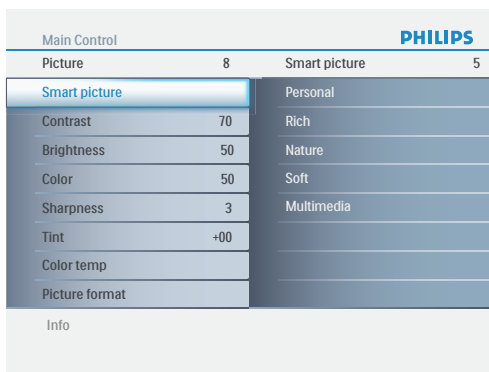 Main Control
PHILIPS
Picture 8 Smart picture 5
Smart picture Personal
Contrast 70 Rich
Brightness 50 Nature
Color 50 Soft
Sharpness 3 Multimedia
Tint +00
Color temp
Picture format
Info